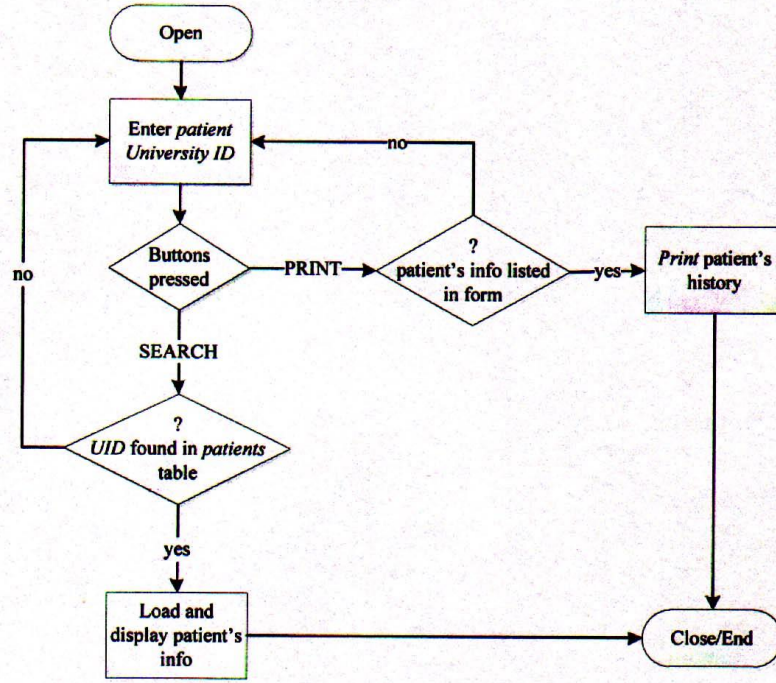 Open
Enter patient
University ID
no
no
Buttons
pressed
PRINT
?
patient's info listed
in form
yes
Print patient's
history
SEARCH
?
UID found in patients
table
yes
Load and
display patient's
info
Close/End